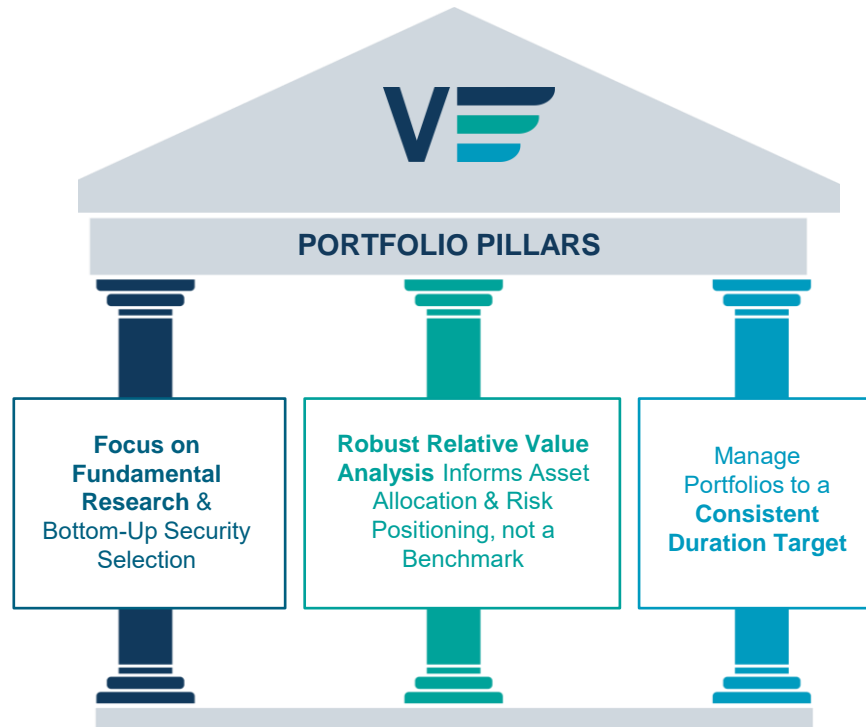 PORTFOLIO PILLARS
Focus on
Fundamental
Research &
Bottom-Up Security
Selection
Robust Relative Value
Analysis Informs Asset
Allocation & Risk
Positioning, not a
Benchmark
Manage
Portfolios to a
Consistent
Duration Target